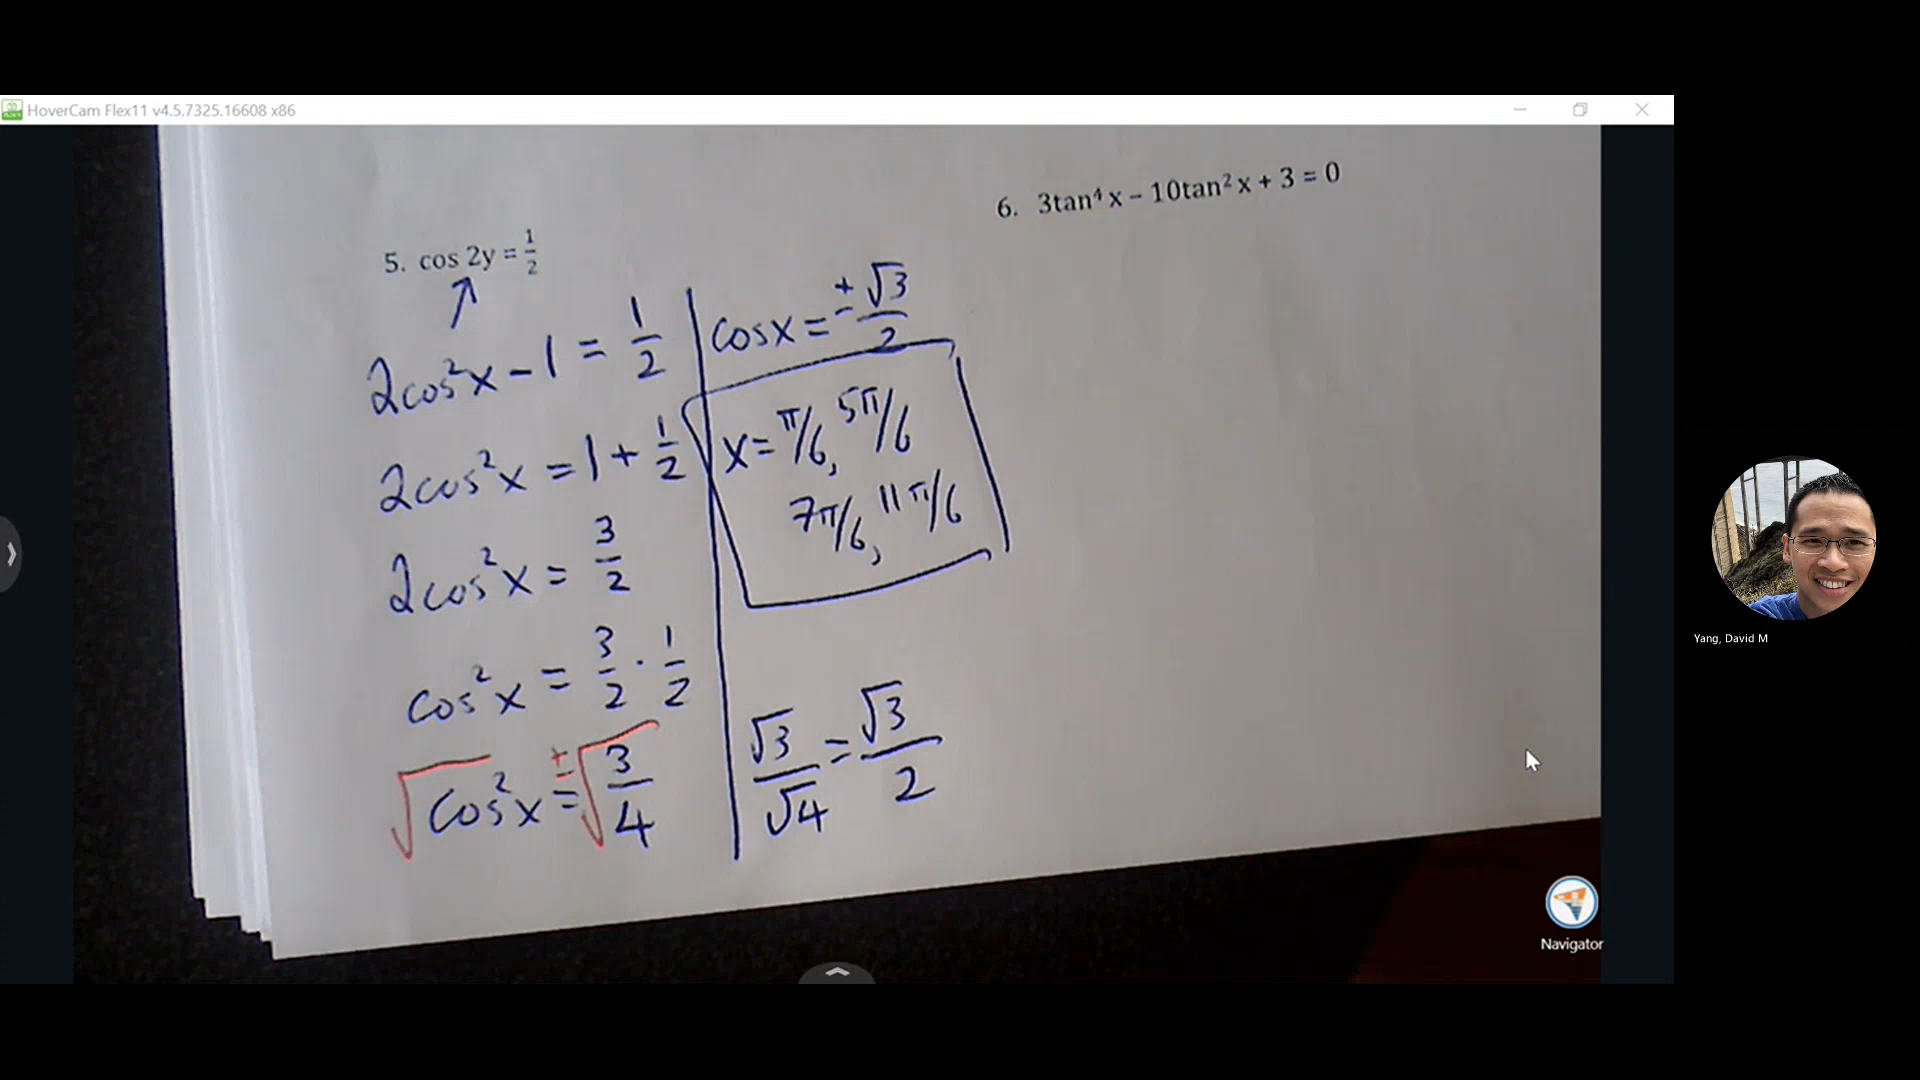 HoverCam Flex11 v4.5.7325.16608 x86
5. cos 2y = 1/2
2cos²x - 1 = 1/2
2cos²x = 1 + 1/2
2cos²x = 3/2
cos²x = 3/2 · 1/2
√cos²x = ±√3/4
cosx = ±√3/2
x = π/6, 5π/6
7π/6, 11π/6
√3/√4 = √3/2
6. 3tan⁴x - 10tan²x + 3 = 0
Navigator
Yang, David M